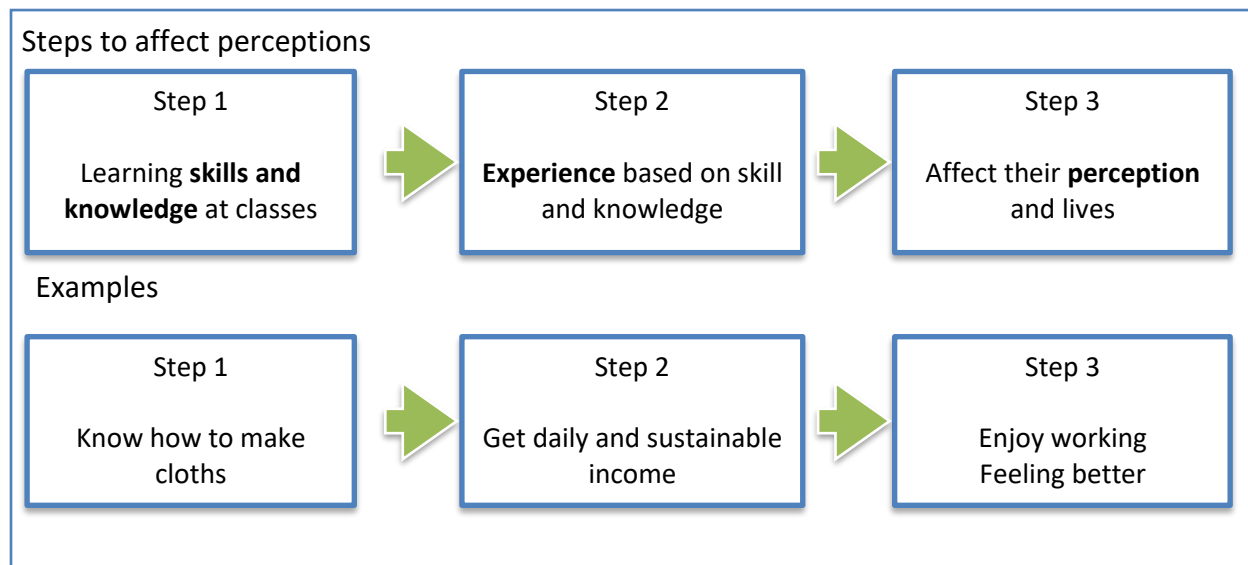 Steps to affect perceptions
Step 1
Learning skills and
knowledge at classes
Step 2
Experience based on skill
and knowledge
Step 3
Affect their perception
and lives
Examples
Step 1
Know how to make
cloths
Step 2
Get daily and sustainable
income
Step 3
Enjoy working
Feeling better